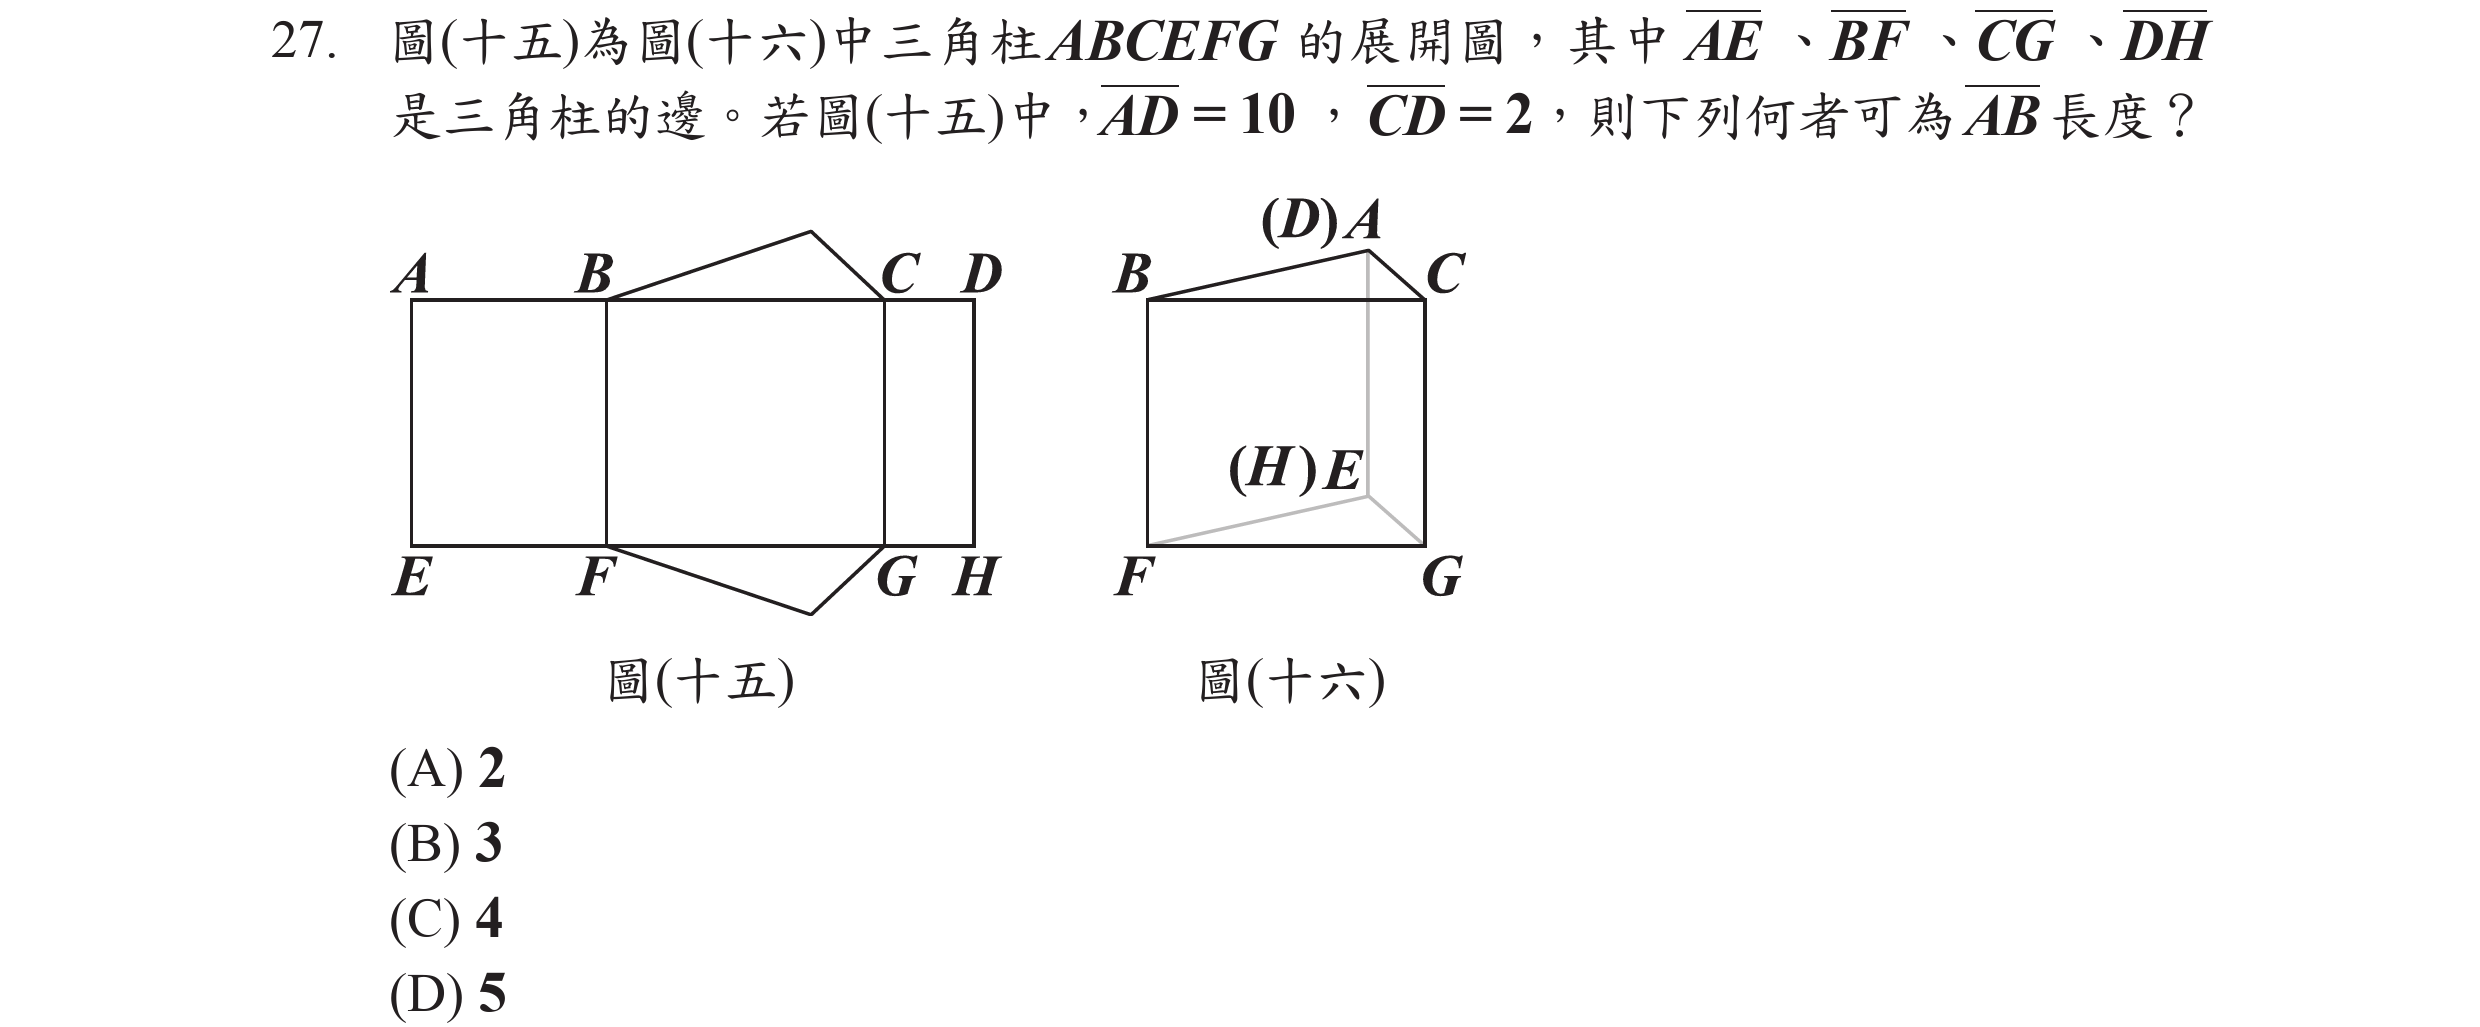 27. 圖(十五)為圖(十六)中三角柱ABCEFG的展開圖，其中 AE、BF、CG、DH
是三角柱的邊。若圖(十五)中，AD = 10，CD = 2，則下列何者可為AB長度？
(D) A
A B C D B C
(H) E
E F G H F G
圖(十五) 圖(十六)
(A) 2
(B) 3
(C) 4
(D) 5